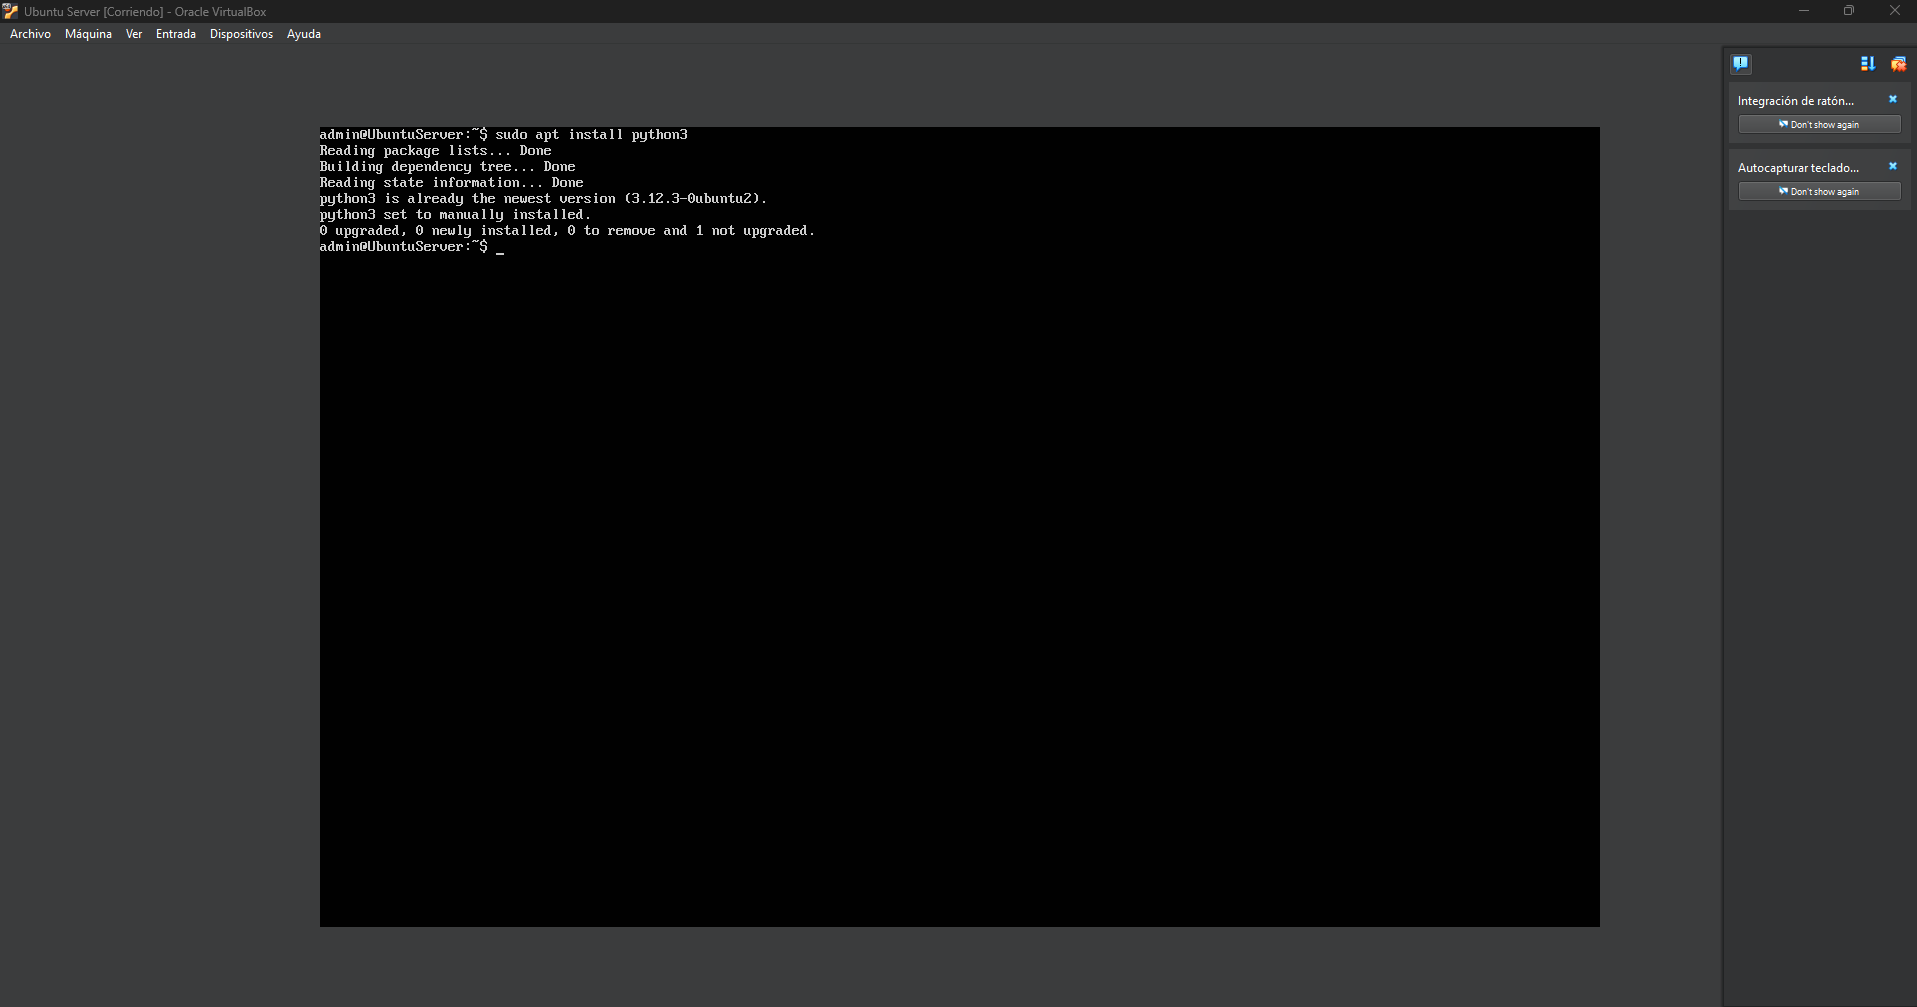 Ubuntu Server [Corriendo] - Oracle VirtualBox
Archivo Máquina Ver Entrada Dispositivos Ayuda
admin@UbuntuServer:~$ sudo apt install python3
Reading package lists... Done
Building dependency tree... Done
Reading state information... Done
python3 is already the newest version (3.12.3-0ubuntu2).
python3 set to manually installed.
0 upgraded, 0 newly installed, 0 to remove and 1 not upgraded.
admin@UbuntuServer:~$ _
Integración de ratón...
Don't show again
Autocapturar teclado...
Don't show again